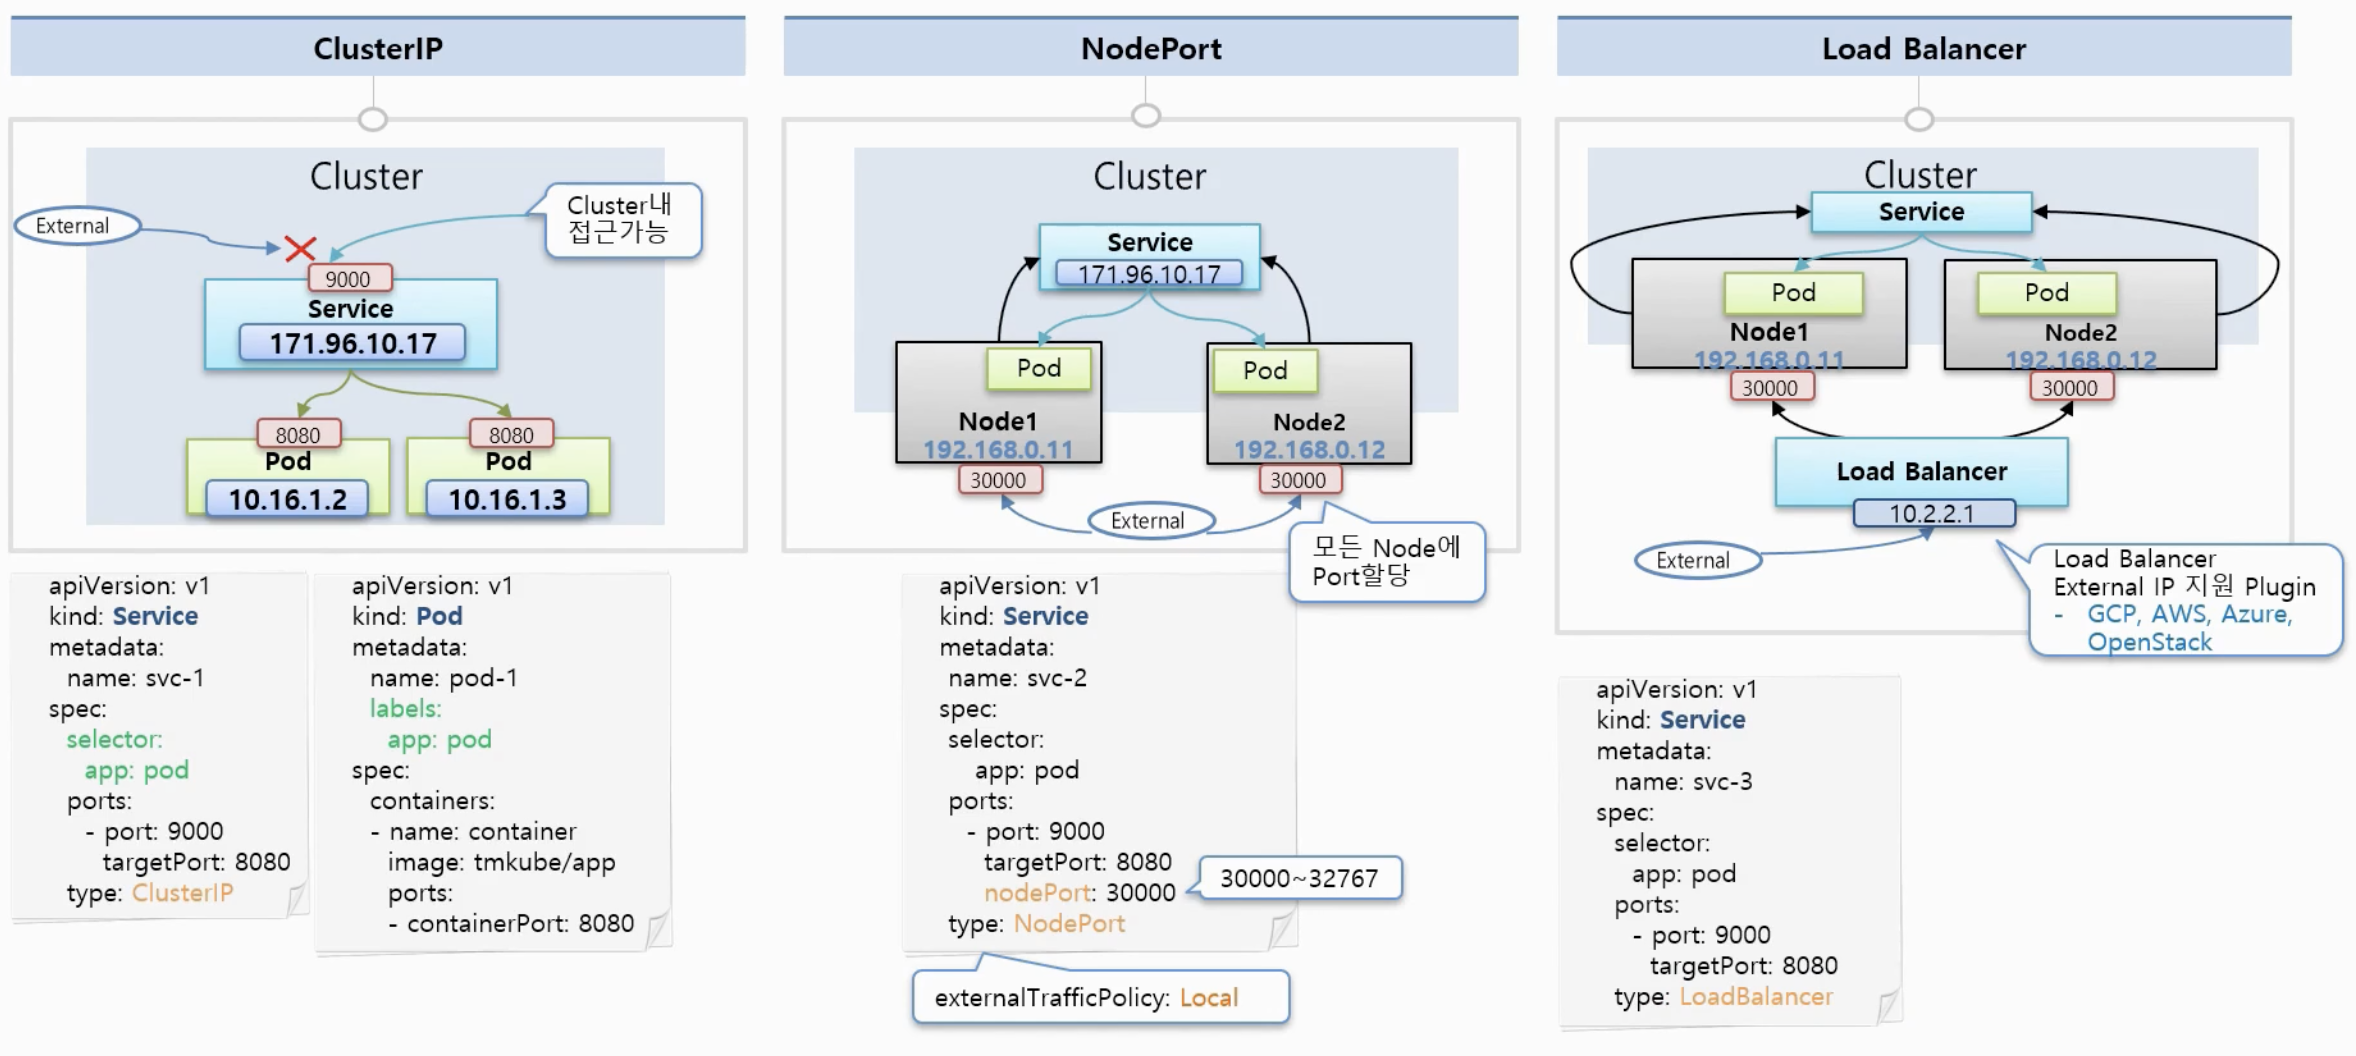 ClusterIP
Cluster
External
Cluster내
접근가능
9000
Service
171.96.10.17
8080
8080
Pod
Pod
10.16.1.2
10.16.1.3
apiVersion: v1
kind: Service
metadata:
name: svc-1
spec:
selector:
app: pod
ports:
- port: 9000
targetPort: 8080
type: ClusterIP
apiVersion: v1
kind: Pod
metadata:
name: pod-1
labels:
app: pod
spec:
containers:
- name: container
image: tmkube/app
ports:
- containerPort: 8080
NodePort
Cluster
Service
171.96.10.17
Pod
Pod
Node1
Node2
192.168.0.11
192.168.0.12
30000
30000
External
모든 Node에
Port할당
apiVersion: v1
kind: Service
metadata:
name: svc-2
spec:
selector:
app: pod
ports:
- port: 9000
targetPort: 8080
nodePort: 30000
30000~32767
type: NodePort
externalTrafficPolicy: Local
Load Balancer
Cluster
Service
Pod
Pod
Node1
Node2
192.168.0.11
192.168.0.12
30000
30000
Load Balancer
10.2.2.1
External
Load Balancer
External IP 지원 Plugin
- GCP, AWS, Azure,
OpenStack
apiVersion: v1
kind: Service
metadata:
name: svc-3
spec:
selector:
app: pod
ports:
- port: 9000
targetPort: 8080
type: LoadBalancer